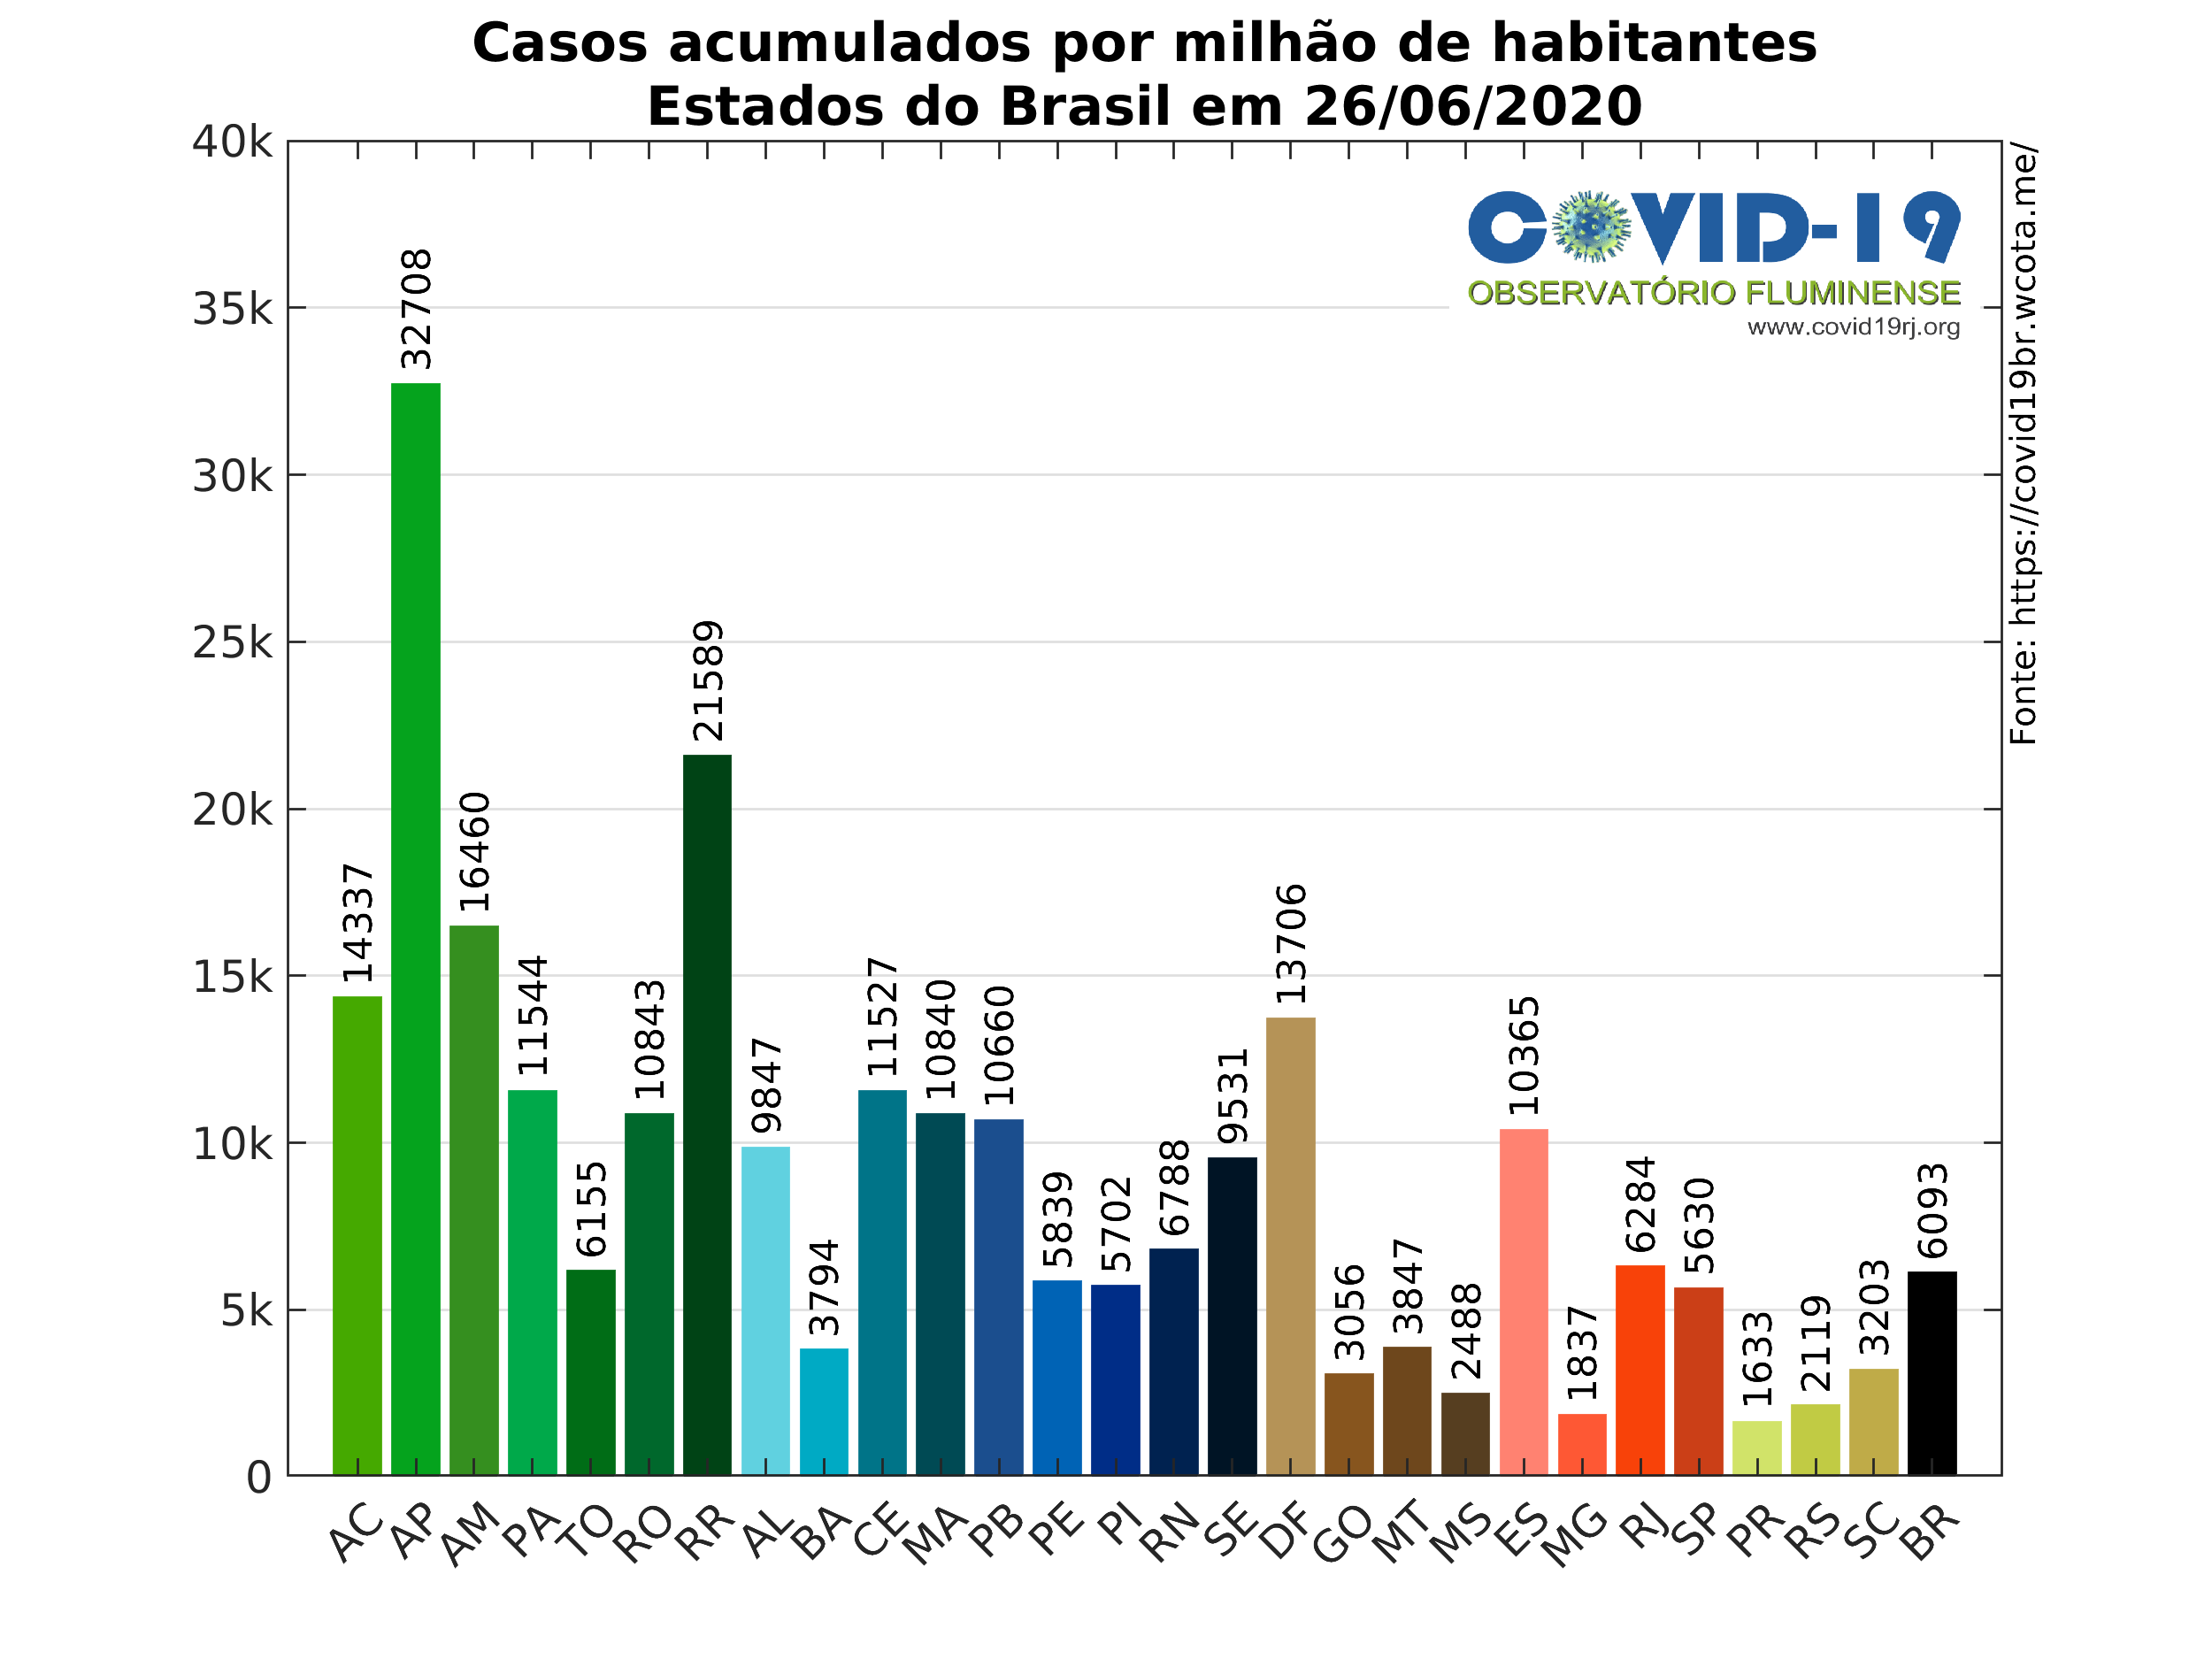 Casos acumulados por milhão de habitantes
Estados do Brasil em 26/06/2020
40k
35k
30k
25k
20k
15k
10k
5k
0
COVID-19
OBSERVATÓRIO FLUMINENSE
www.covid19rj.org
Fonte: https://covid19br.wcota.me/
14337
32708
16460
11544
6155
10843
21589
9847
3794
11527
10840
10660
5839
5702
6788
9531
13706
3056
3847
2488
10365
1837
6284
5630
1633
2119
3203
6093
AC
AP
AM
PA
TO
RO
RR
AL
BA
CE
MA
PB
PE
PI
RN
SE
DF
GO
MT
MS
ES
MG
RJ
SP
PR
RS
SC
BR